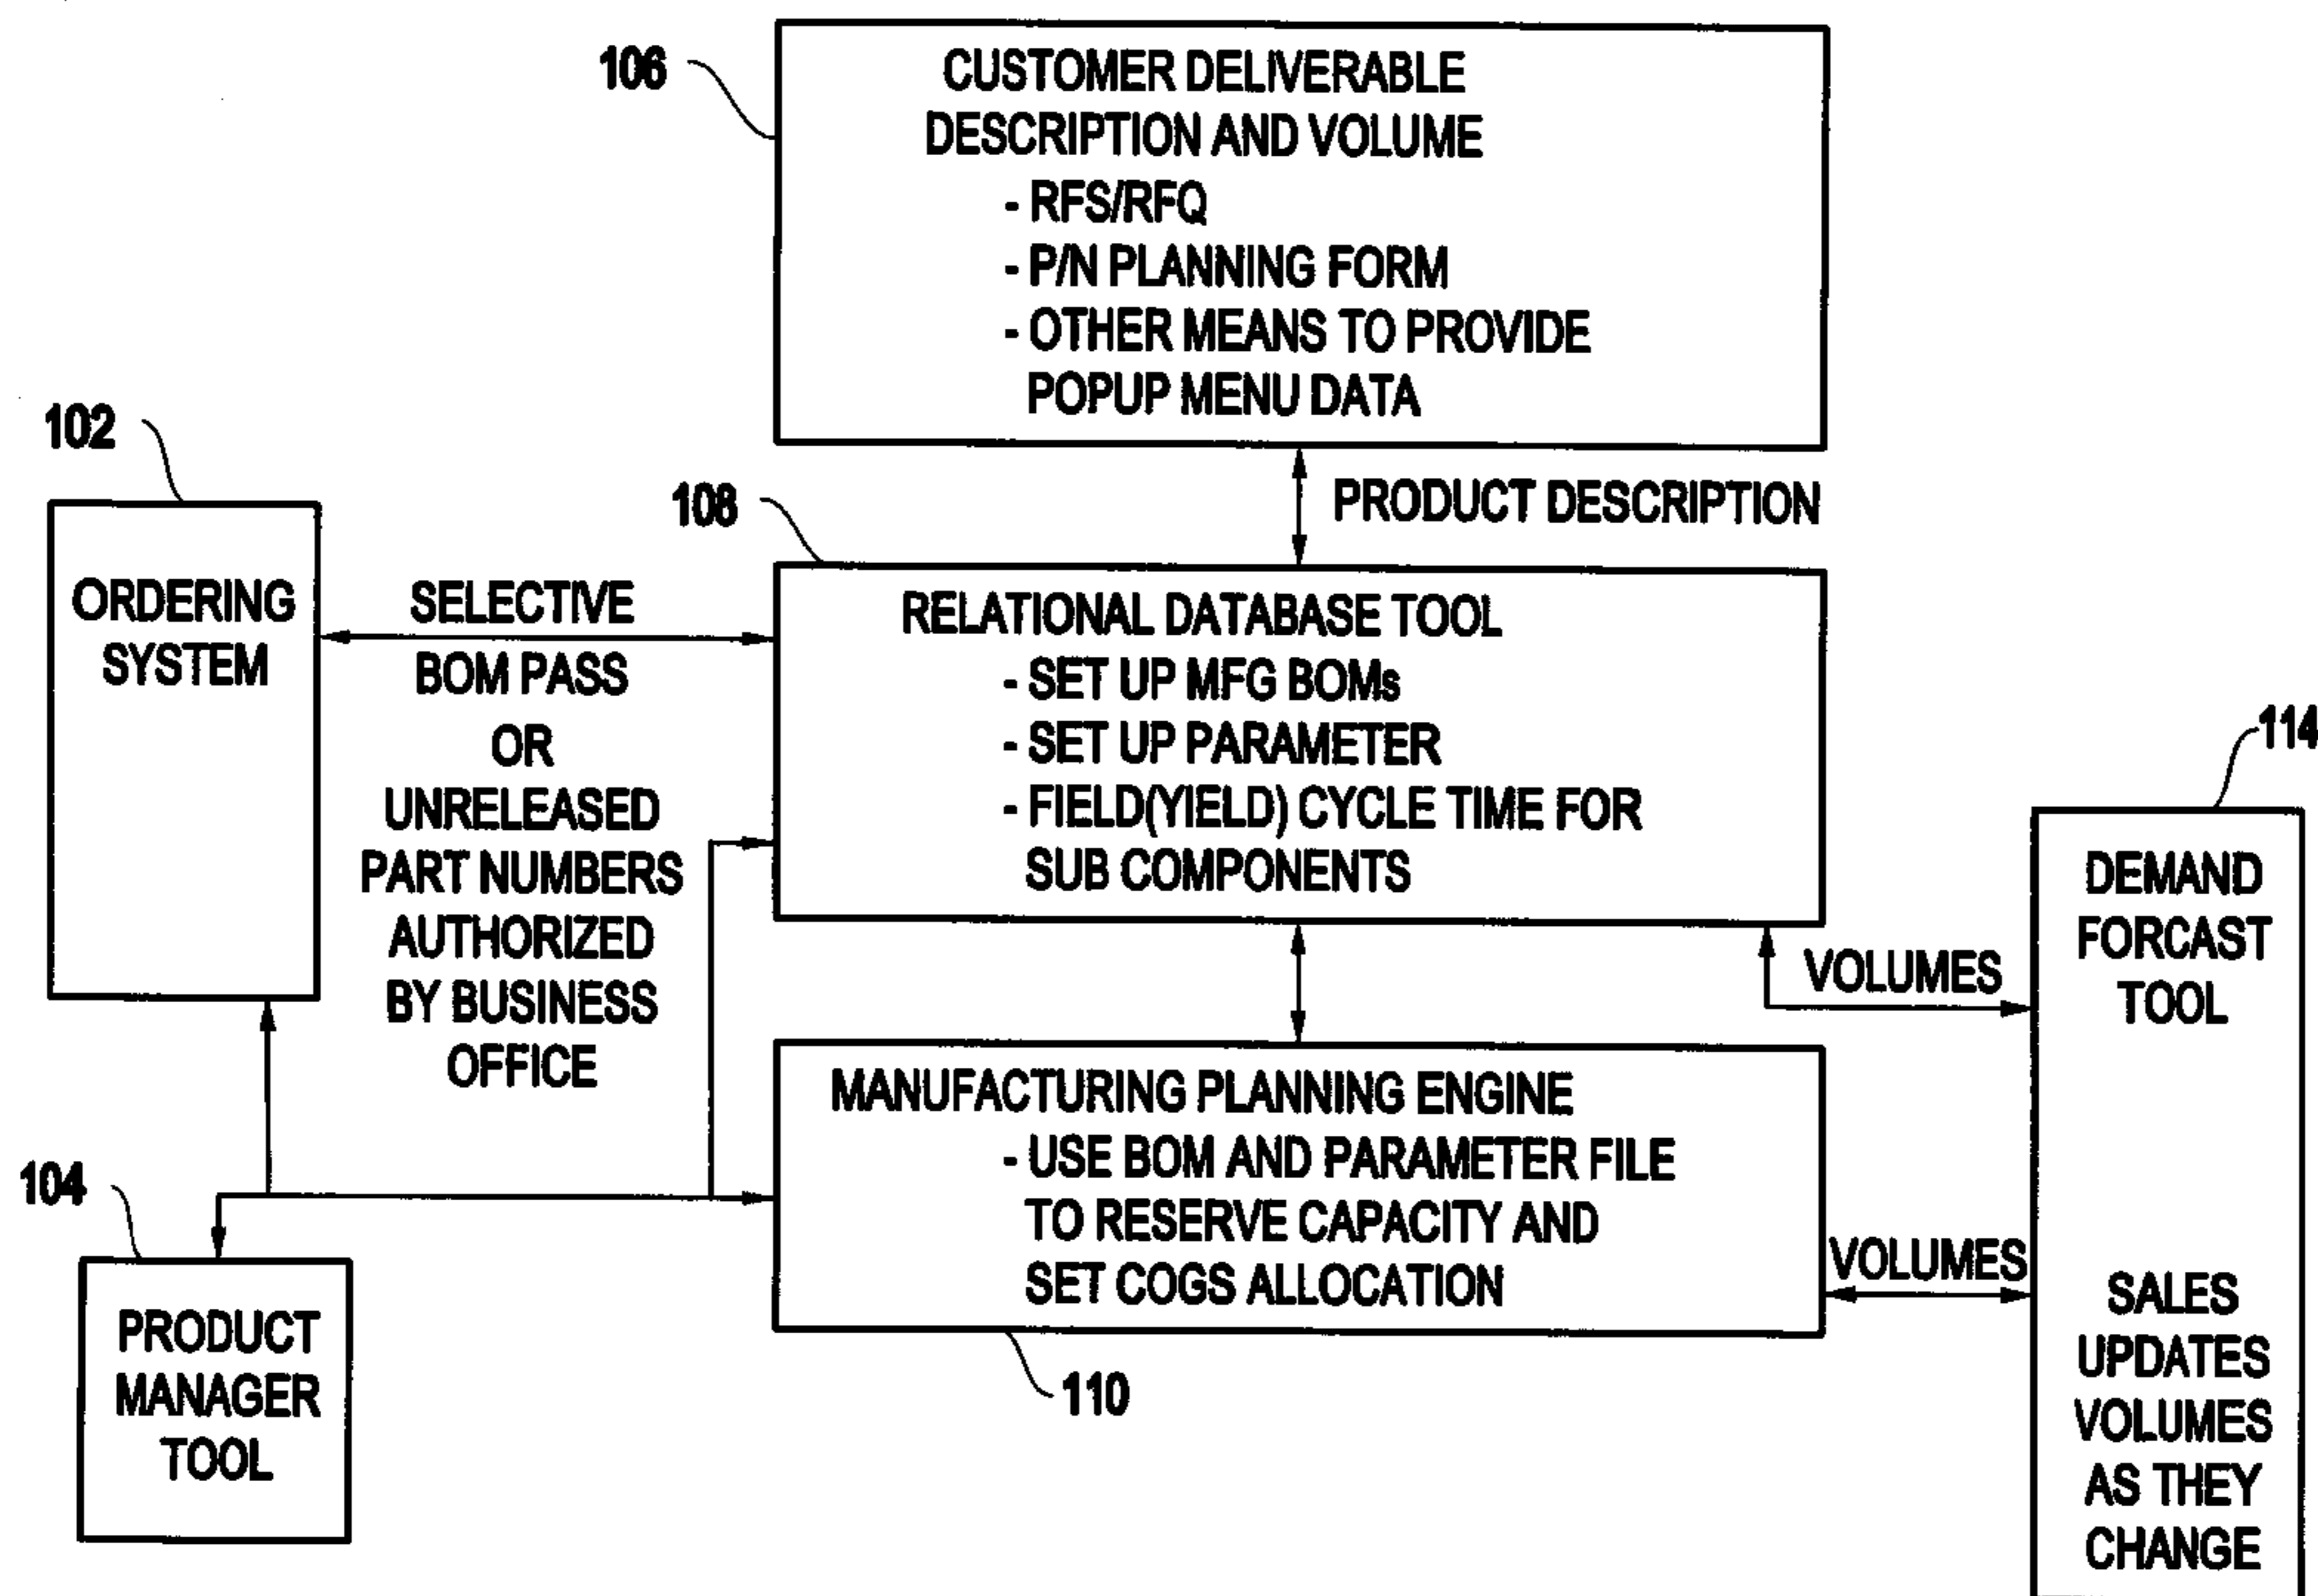 106
CUSTOMER DELIVERABLE
DESCRIPTION AND VOLUME
- RFS/RFQ
- P/N PLANNING FORM
- OTHER MEANS TO PROVIDE
POPUP MENU DATA
PRODUCT DESCRIPTION
102
ORDERING
SYSTEM
SELECTIVE
BOM PASS
OR
UNRELEASED
PART NUMBERS
AUTHORIZED
BY BUSINESS
OFFICE
108
RELATIONAL DATABASE TOOL
- SET UP MFG BOMs
- SET UP PARAMETER
- FIELD(YIELD) CYCLE TIME FOR
SUB COMPONENTS
VOLUMES
114
DEMAND
FORCAST
TOOL
SALES
UPDATES
VOLUMES
AS THEY
CHANGE
104
PRODUCT
MANAGER
TOOL
MANUFACTURING PLANNING ENGINE
- USE BOM AND PARAMETER FILE
TO RESERVE CAPACITY AND
SET COGS ALLOCATION
110
VOLUMES